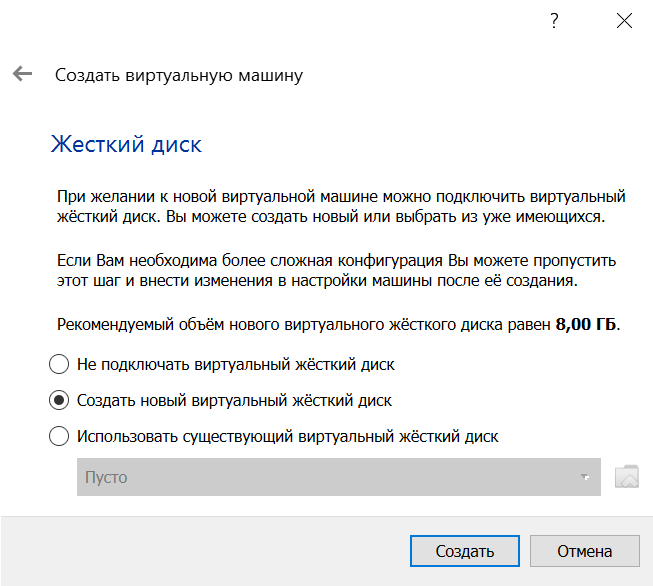 ?
Создать виртуальную машину
Жесткий диск
При желании к новой виртуальной машине можно подключить виртуальный
жёсткий диск. Вы можете создать новый или выбрать из уже имеющихся.
Если Вам необходима более сложная конфигурация Вы можете пропустить
этот шаг и внести изменения в настройки машины после её создания.
Рекомендуемый объём нового виртуального жёсткого диска равен 8,00 ГБ.
Не подключать виртуальный жёсткий диск
Создать новый виртуальный жёсткий диск
Использовать существующий виртуальный жёсткий диск
Пусто
Создать
Отмена